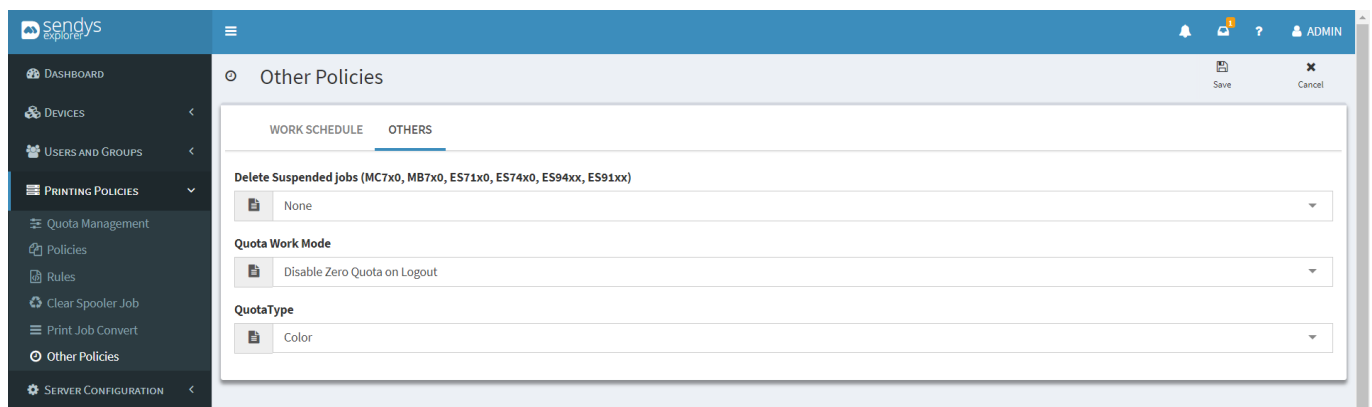 sendys
explorer
1
? ADMIN
DASHBOARD
DEVICES
USERS AND GROUPS
PRINTING POLICIES
Quota Management
Policies
Rules
Clear Spooler Job
Print Job Convert
Other Policies
SERVER CONFIGURATION
Other Policies
Save
Cancel
WORK SCHEDULE OTHERS
Delete Suspended jobs (MC7x0, MB7x0, ES71x0, ES74x0, ES94xx, ES91xx)
None
Quota Work Mode
Disable Zero Quota on Logout
QuotaType
Color